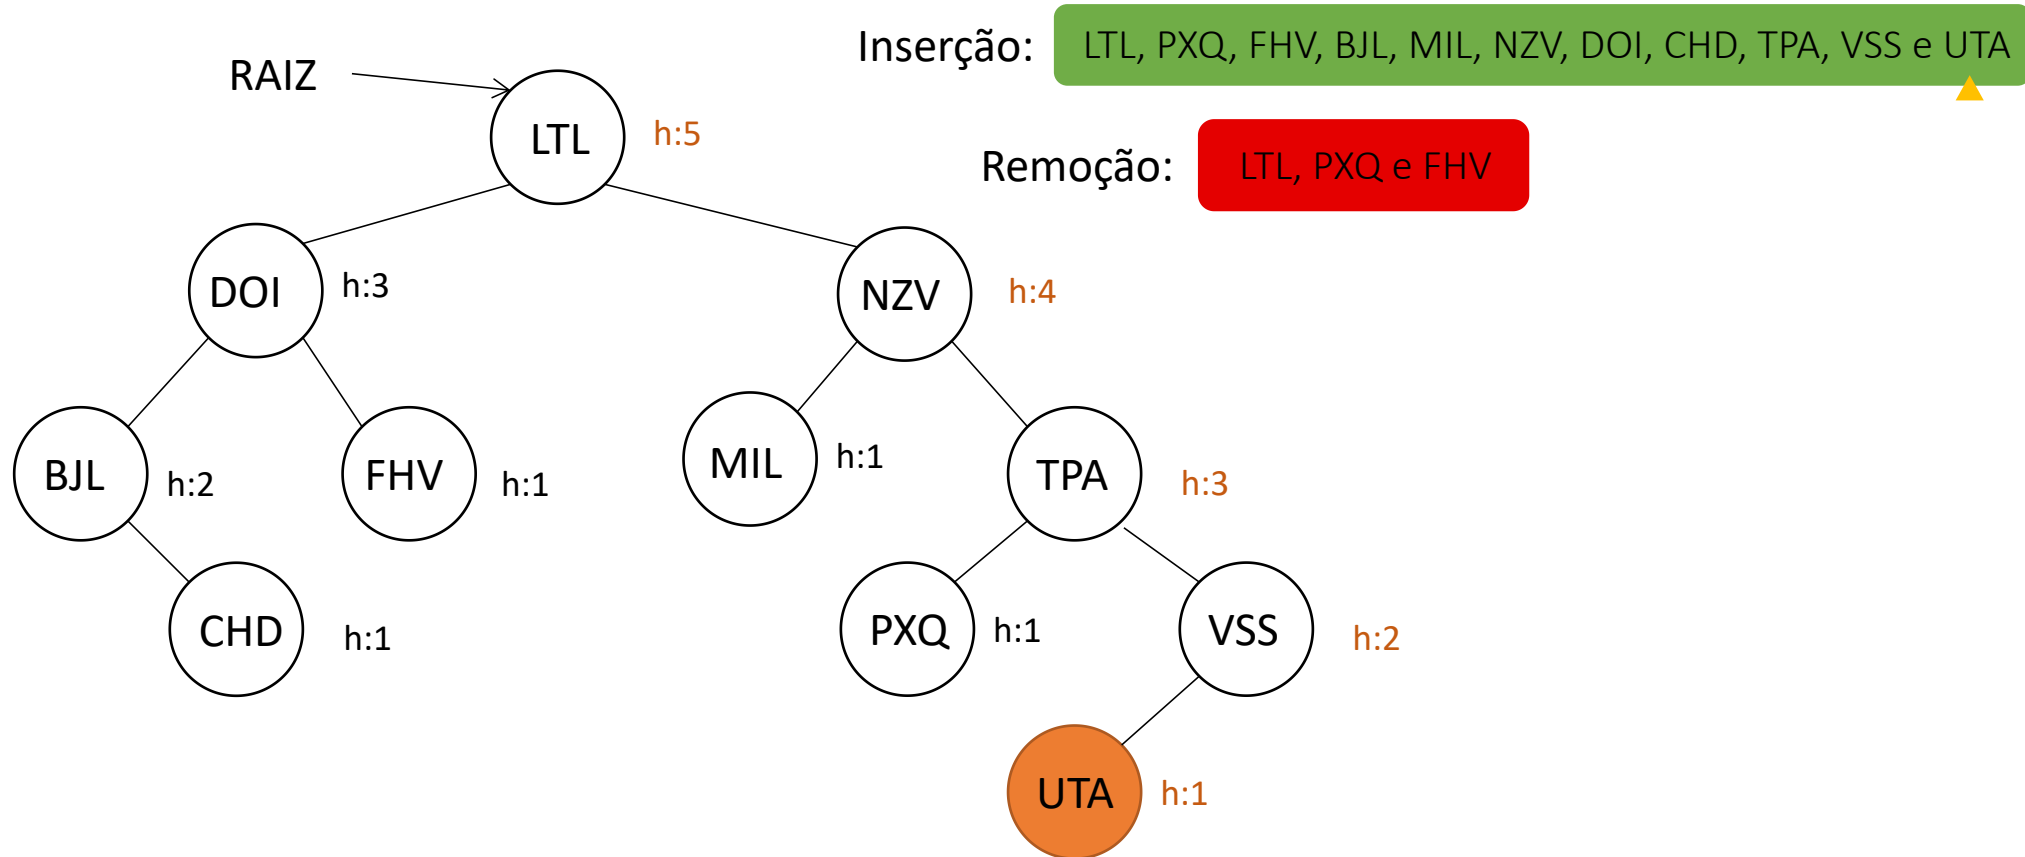 Inserção: LTL, PXQ, FHV, BJL, MIL, NZV, DOI, CHD, TPA, VSS e UTA
RAIZ
LTL h:5
Remoção: LTL, PXQ e FHV
DOI h:3 NZV h:4
BJL h:2 FHV h:1 MIL h:1 TPA h:3
CHD h:1 PXQ h:1 VSS h:2
UTA h:1